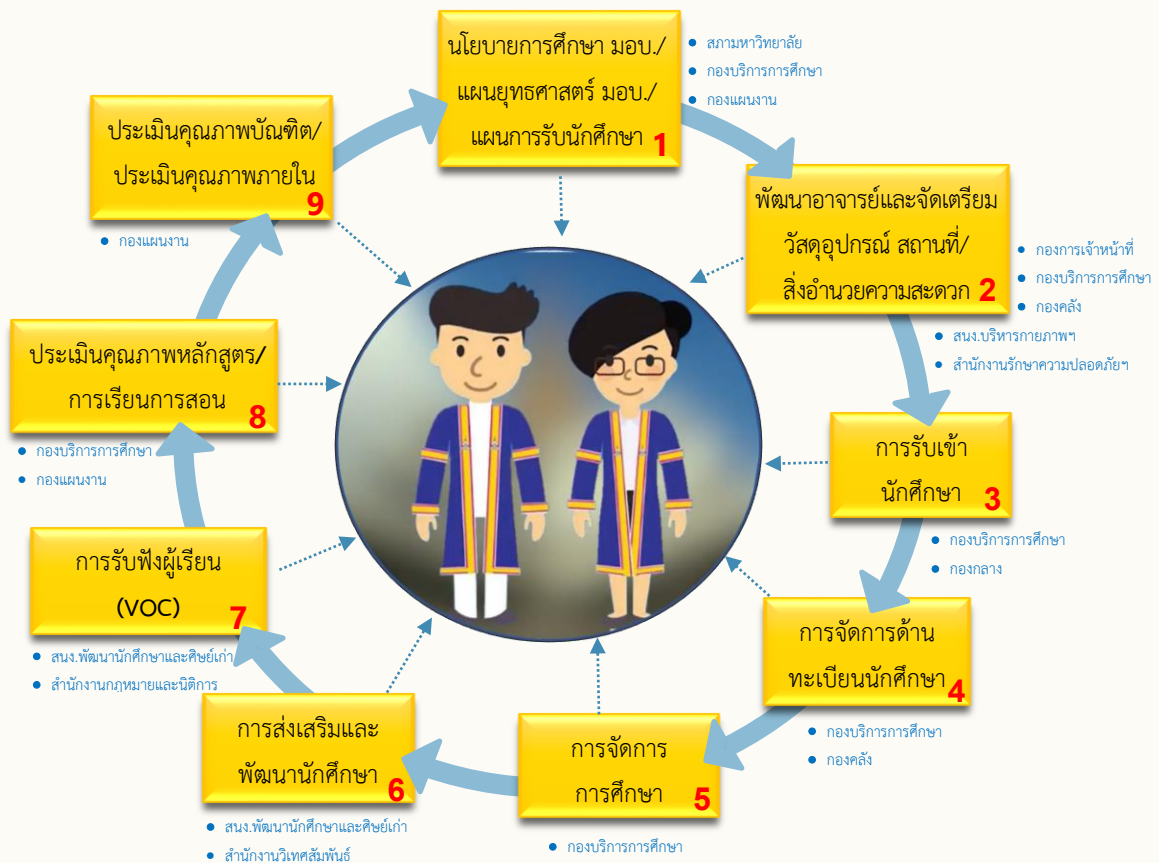 นโยบายการศึกษา มอบ./
แผนยุทธศาสตร์ มอบ./
แผนการรับนักศึกษา 1
• สภามหาวิทยาลัย
• กองบริการการศึกษา
• กองแผนงาน
พัฒนาอาจารย์และจัดเตรียม
วัสดุอุปกรณ์ สถานที่/
สิ่งอำนวยความสะดวก 2
• กองการเจ้าหน้าที่
• กองบริการการศึกษา
• กองคลัง
• สนง.บริหารกายภาพฯ
• สำนักงานรักษาความปลอดภัยฯ
การรับเข้า
นักศึกษา 3
• กองบริการการศึกษา
• กองกลาง
การจัดการด้าน
ทะเบียนนักศึกษา 4
• กองบริการการศึกษา
• กองคลัง
การจัดการ
การศึกษา 5
• กองบริการการศึกษา
การส่งเสริมและ
พัฒนานักศึกษา 6
• สนง.พัฒนานักศึกษาและศิษย์เก่า
• สำนักงานวิเทศสัมพันธ์
การรับฟังผู้เรียน
(VOC) 7
• สนง.พัฒนานักศึกษาและศิษย์เก่า
• สำนักงานกฎหมายและนิติการ
ประเมินคุณภาพหลักสูตร/
การเรียนการสอน 8
• กองบริการการศึกษา
• กองแผนงาน
ประเมินคุณภาพบัณฑิต/
ประเมินคุณภาพภายใน 9
• กองแผนงาน